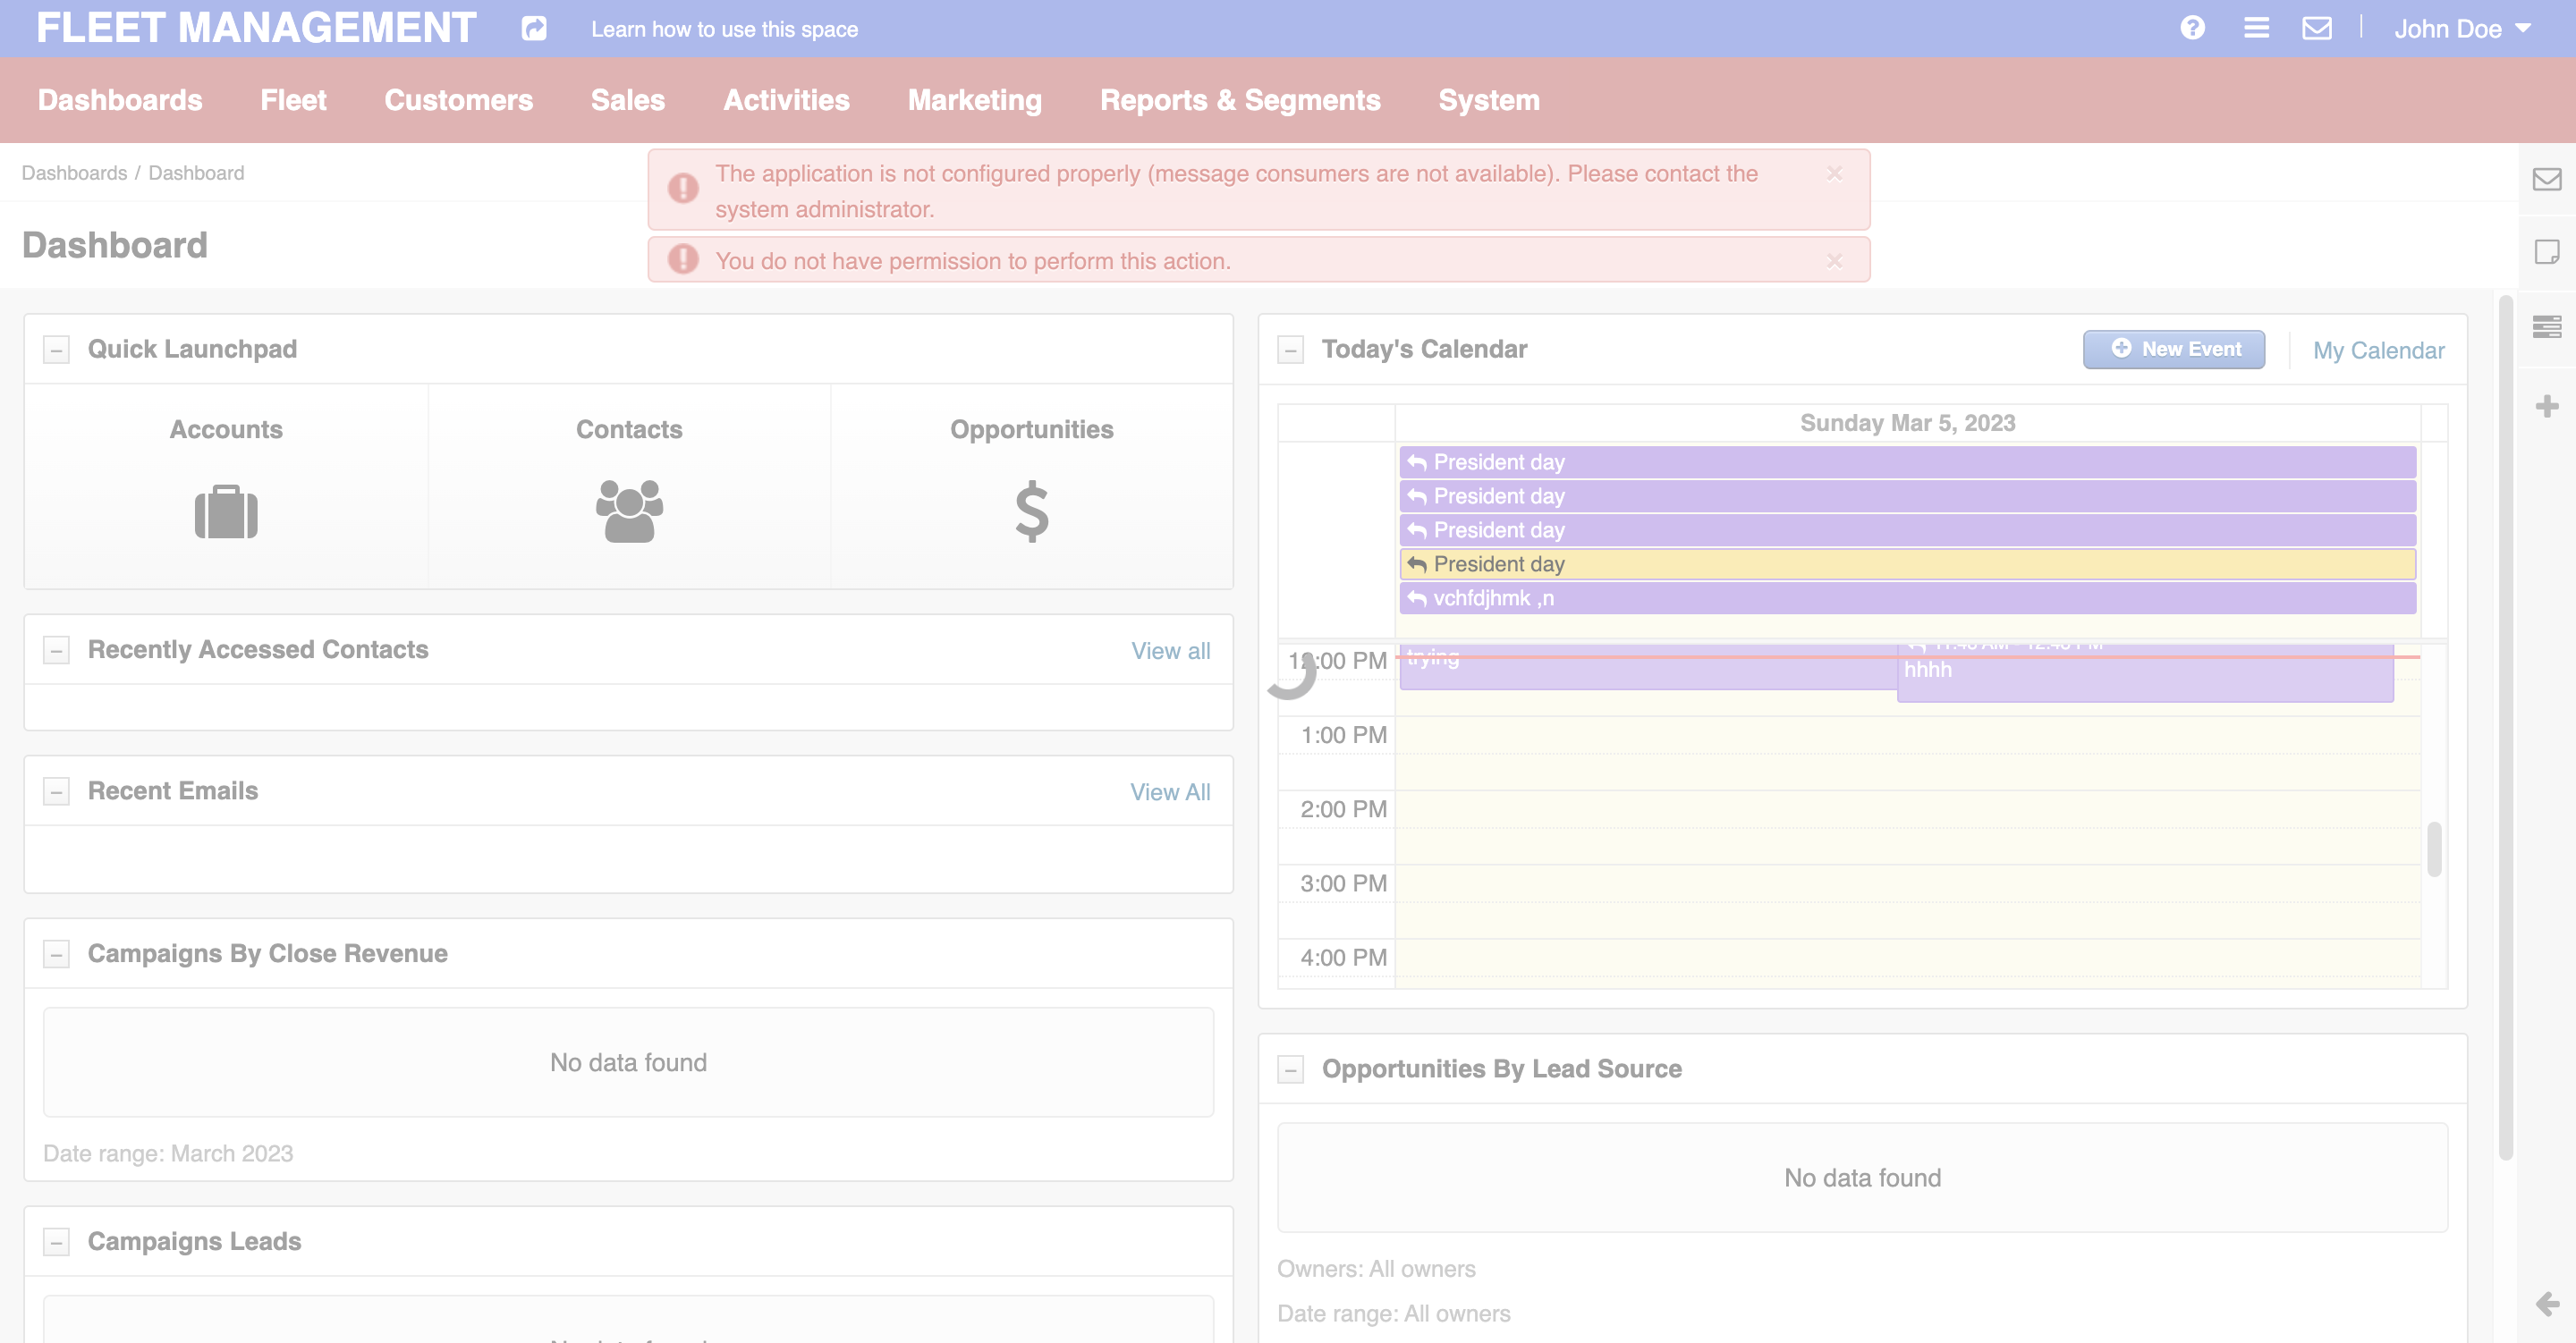 FLEET MANAGEMENT
Learn how to use this space
John Doe
Dashboards
Fleet
Customers
Sales
Activities
Marketing
Reports & Segments
System
Dashboards / Dashboard
The application is not configured properly (message consumers are not available). Please contact the
system administrator.
You do not have permission to perform this action.
Dashboard
Quick Launchpad
Accounts
Contacts
Opportunities
Recently Accessed Contacts
View all
Recent Emails
View All
Campaigns By Close Revenue
No data found
Date range: March 2023
Campaigns Leads
Today's Calendar
New Event
My Calendar
Sunday Mar 5, 2023
President day
President day
President day
President day
vchfdjhmk ,n
12:00 PM
trying
hhhh
1:00 PM
2:00 PM
3:00 PM
4:00 PM
Opportunities By Lead Source
No data found
Owners: All owners
Date range: All owners